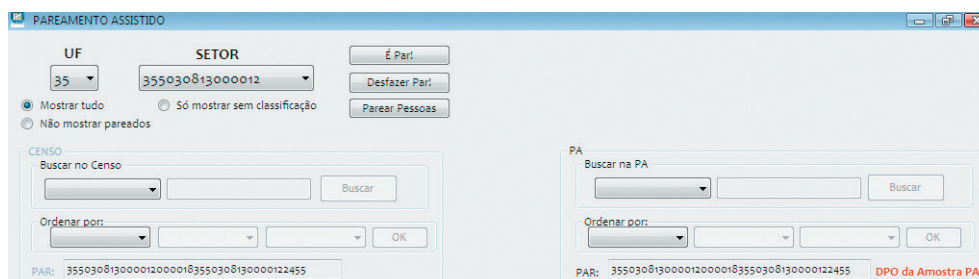 PAREAMENTO ASSISTIDO
UF SETOR É Par!
35 355030813000012 Desfazer Par!
Mostrar tudo Só mostrar sem classificação Parear Pessoas
Não mostrar pareados
CENSO PA
Buscar no Censo Buscar na PA
Buscar Buscar
Ordenar por: Ordenar por:
OK OK
PAR: 3550308130000120000183550308130000122455 PAR: 3550308130000120000183550308130000122455 DPO da Amostra PA